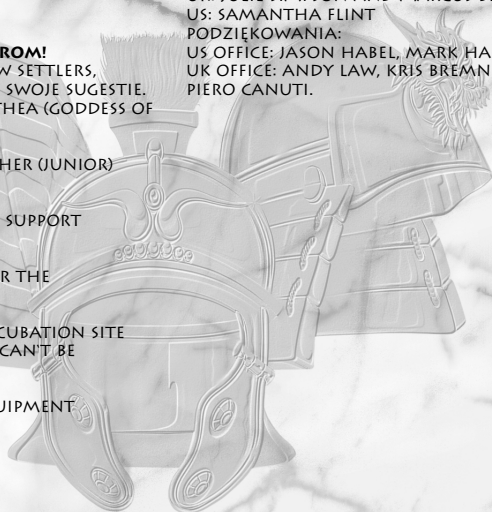 ROM!
W SETTLERS,
SWOJE SUGESTIE.
THEA (GODDESS OF
HER (JUNIOR)
SUPPORT
R THE
CUBATION SITE
CAN'T BE
UIPMENT
US: SAMANTHA FLINT
PODZIĘKOWANIA:
US OFFICE: JASON HABEL, MARK HA
UK OFFICE: ANDY LAW, KRIS BREMN
PIERO CANUTI.